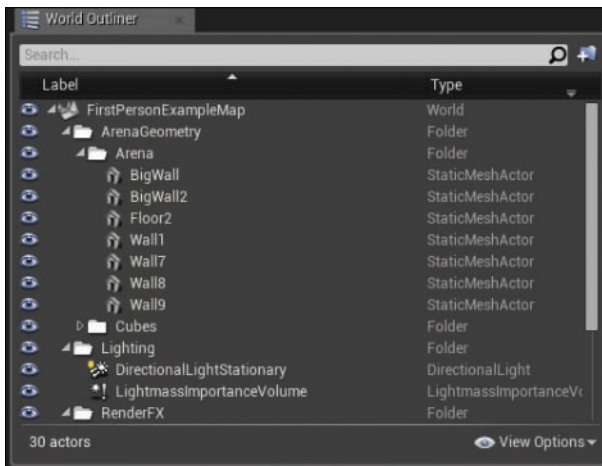 World Outliner
Search...
Label Type
FirstPersonExampleMap World
ArenaGeometry Folder
Arena Folder
BigWall StaticMeshActor
BigWall2 StaticMeshActor
Floor2 StaticMeshActor
Wall1 StaticMeshActor
Wall7 StaticMeshActor
Wall8 StaticMeshActor
Wall9 StaticMeshActor
Cubes Folder
Lighting Folder
DirectionalLightStationary DirectionalLight
LightmassImportanceVolume LightmassImportanceVc
RenderFX Folder
30 actors View Options